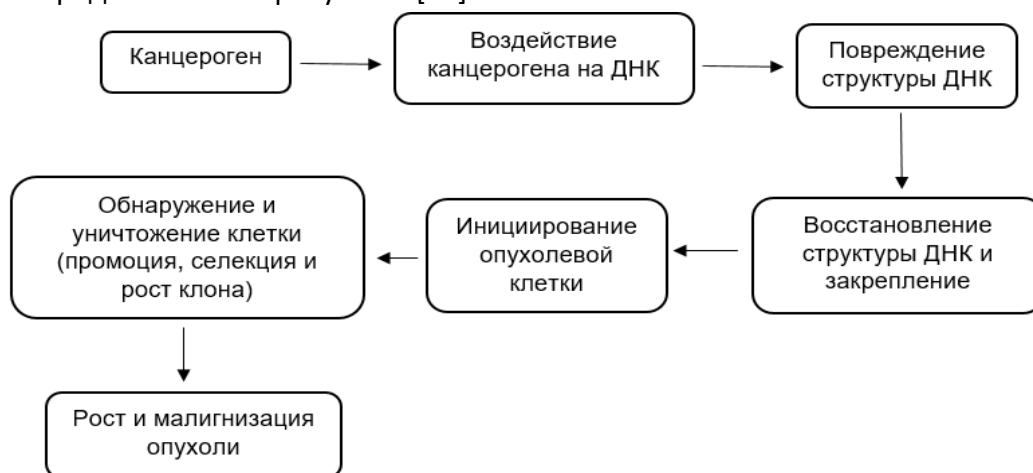 Канцероген
Воздействие
канцерогена на ДНК
Повреждение
структуры ДНК
Восстановление
структуры ДНК и
закрепление
Инициирование
опухолевой
клетки
Обнаружение и
уничтожение клетки
(промоция, селекция и
рост клона)
Рост и малигнизация
опухоли